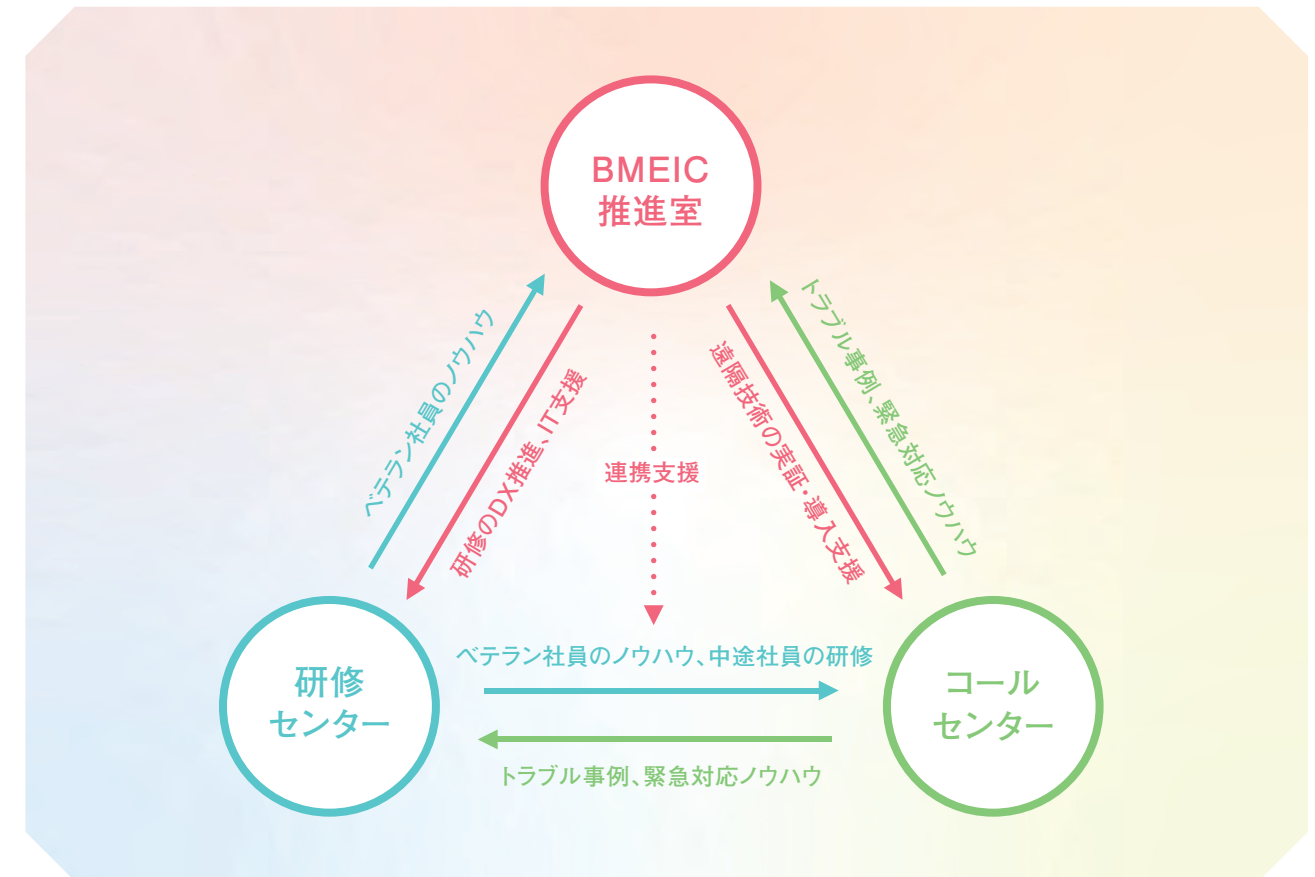 BMEIC
推進室
ベテラン社員のノウハウ
研修のDX推進、IT支援
連携支援
遠隔技術の実証・導入支援
トラブル事例、緊急対応ノウハウ
研修
センター
ベテラン社員のノウハウ、中途社員の研修
トラブル事例、緊急対応ノウハウ
コール
センター